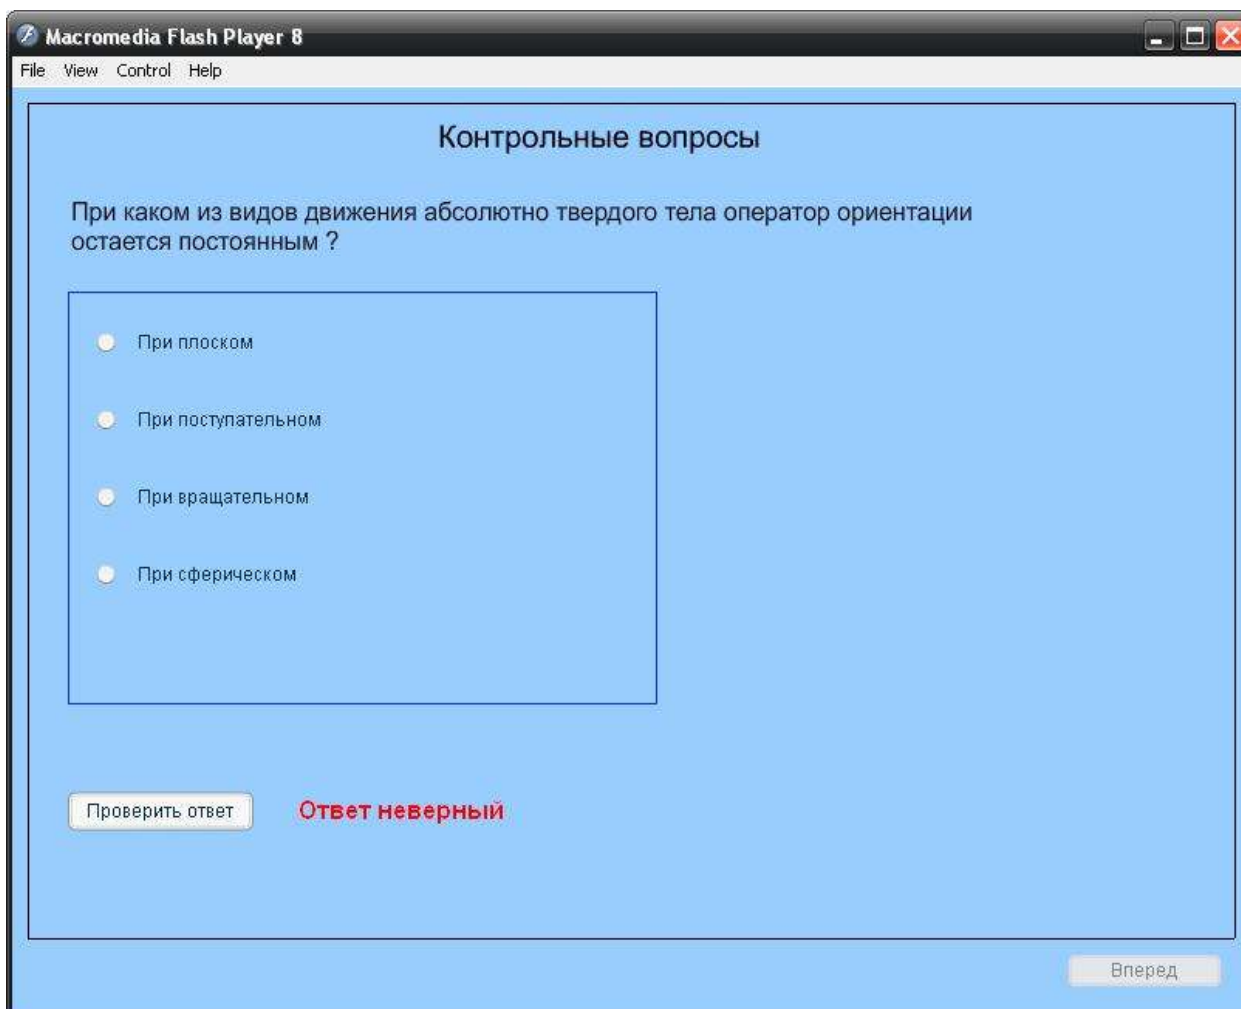 Macromedia Flash Player 8
File View Control Help
Контрольные вопросы
При каком из видов движения абсолютно твердого тела оператор ориентации
остается постоянным ?
При плоском
При поступательном
При вращательном
При сферическом
Проверить ответ
Ответ неверный
Вперед